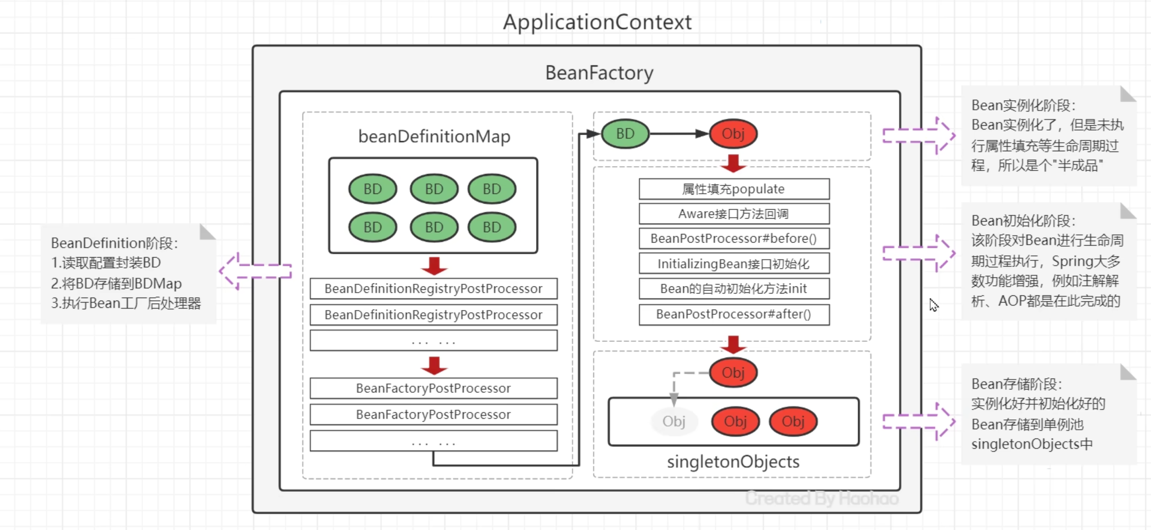 ApplicationContext
BeanFactory
beanDefinitionMap
BD
BD
BD
BD
BD
BD
BeanDefinitionRegistryPostProcessor
BeanDefinitionRegistryPostProcessor
... ...
BeanFactoryPostProcessor
BeanFactoryPostProcessor
... ...
BeanDefinition阶段：
1.读取配置封装BD
2.将BD存储到BDMap
3.执行Bean工厂后处理器
BD
Obj
属性填充populate
Aware接口方法回调
BeanPostProcessor#before()
InitializingBean接口初始化
Bean的自动初始化方法init
BeanPostProcessor#after()
Obj
Obj
Obj
Obj
singletonObjects
Bean实例化阶段：
Bean实例化了，但是未执
行属性填充等生命周期过
程，所以是个"半成品"
Bean初始化阶段：
该阶段对Bean进行生命周
期过程执行，Spring大多
数功能增强，例如注解解
析、AOP都是在此完成的
Bean存储阶段：
实例化好并初始化好的
Bean存储到单例池
singletonObjects中
Created By Hoohoo